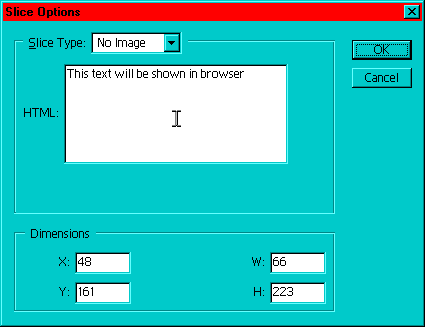 Slice Options
Slice Type: No Image
OK
This text will be shown in browser
Cancel
HTML:
Dimensions
X: 48 W: 66
Y: 161 H: 223